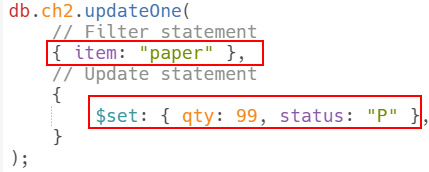 db.ch2.updateOne(
// Filter statement
{ item: "paper" },
// Update statement
{
$set: { qty: 99, status: "P" },
}
);